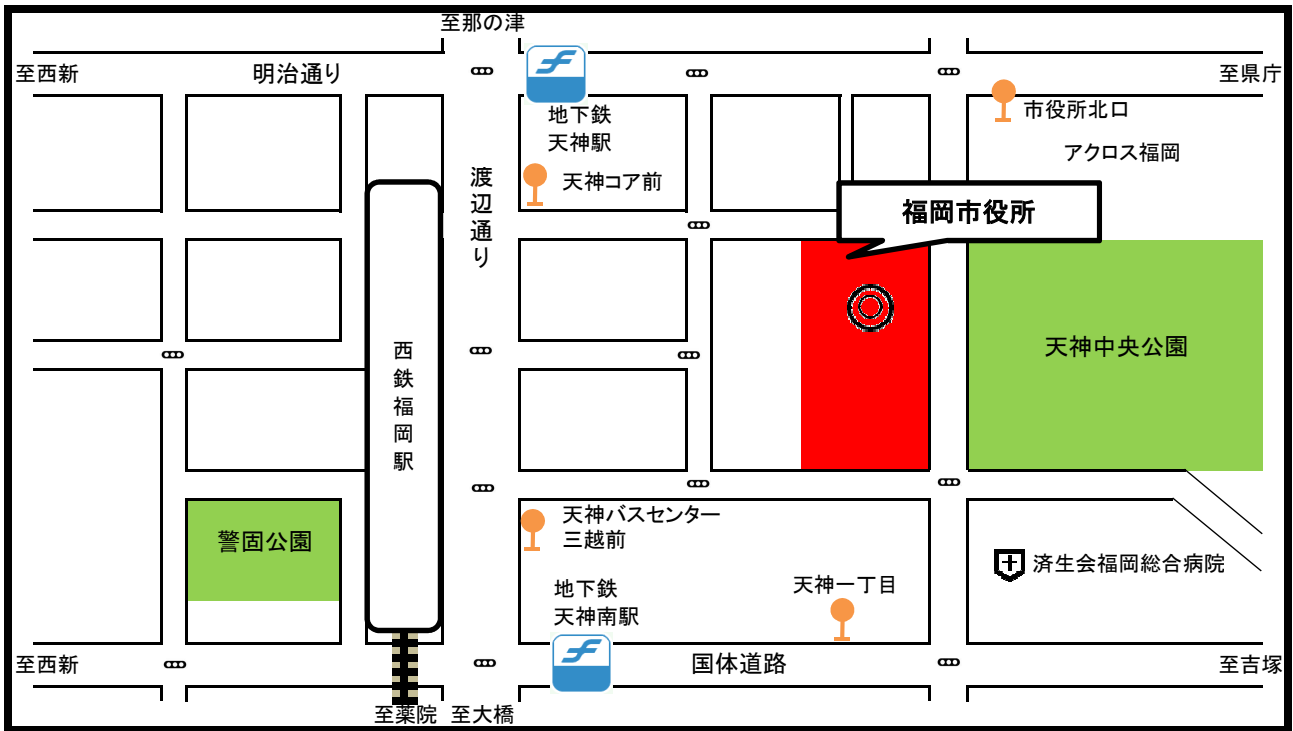 至那の津
至西新
明治通り
至県庁
地下鉄
天神駅
市役所北口
アクロス福岡
天神コア前
渡辺通り
福岡市役所
西鉄福岡駅
天神中央公園
警固公園
天神バスセンター
三越前
済生会福岡総合病院
地下鉄
天神南駅
天神一丁目
至西新
国体道路
至吉塚
至薬院
至大橋